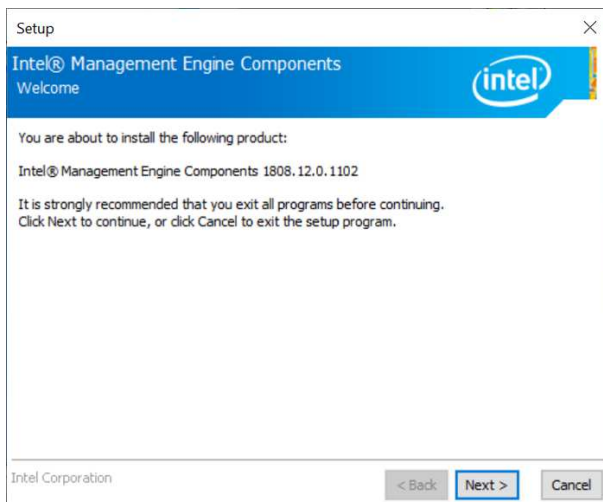 Setup
Intel® Management Engine Components
Welcome
intel
You are about to install the following product:
Intel® Management Engine Components 1808.12.0.1102
It is strongly recommended that you exit all programs before continuing.
Click Next to continue, or click Cancel to exit the setup program.
Intel Corporation
< Back Next > Cancel